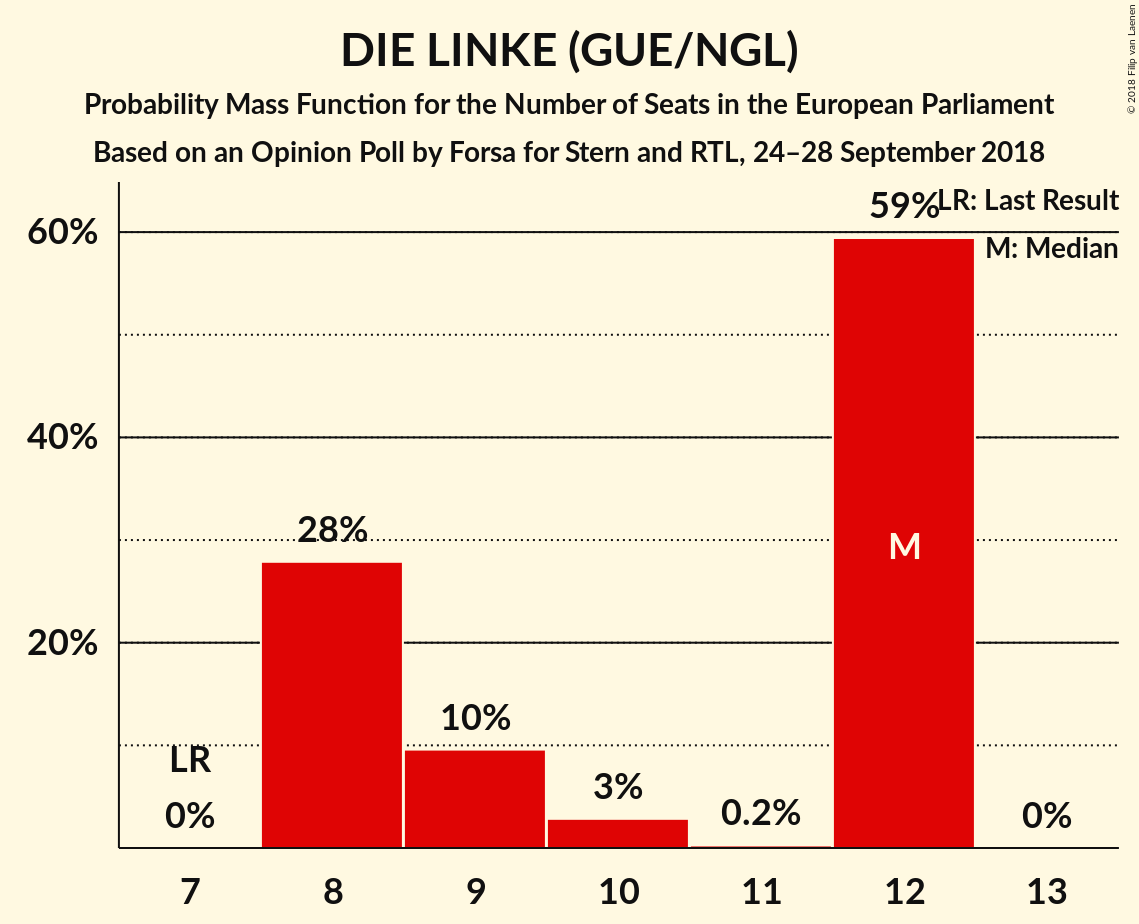 DIE LINKE (GUE/NGL)
Probability Mass Function for the Number of Seats in the European Parliament
Based on an Opinion Poll by Forsa for Stern and RTL, 24–28 September 2018
© 2018 Filip van Laenen
LR: Last Result
M: Median
60%
40%
20%
LR
0%
28%
10%
3%
0.2%
59%
M
0%
7 8 9 10 11 12 13